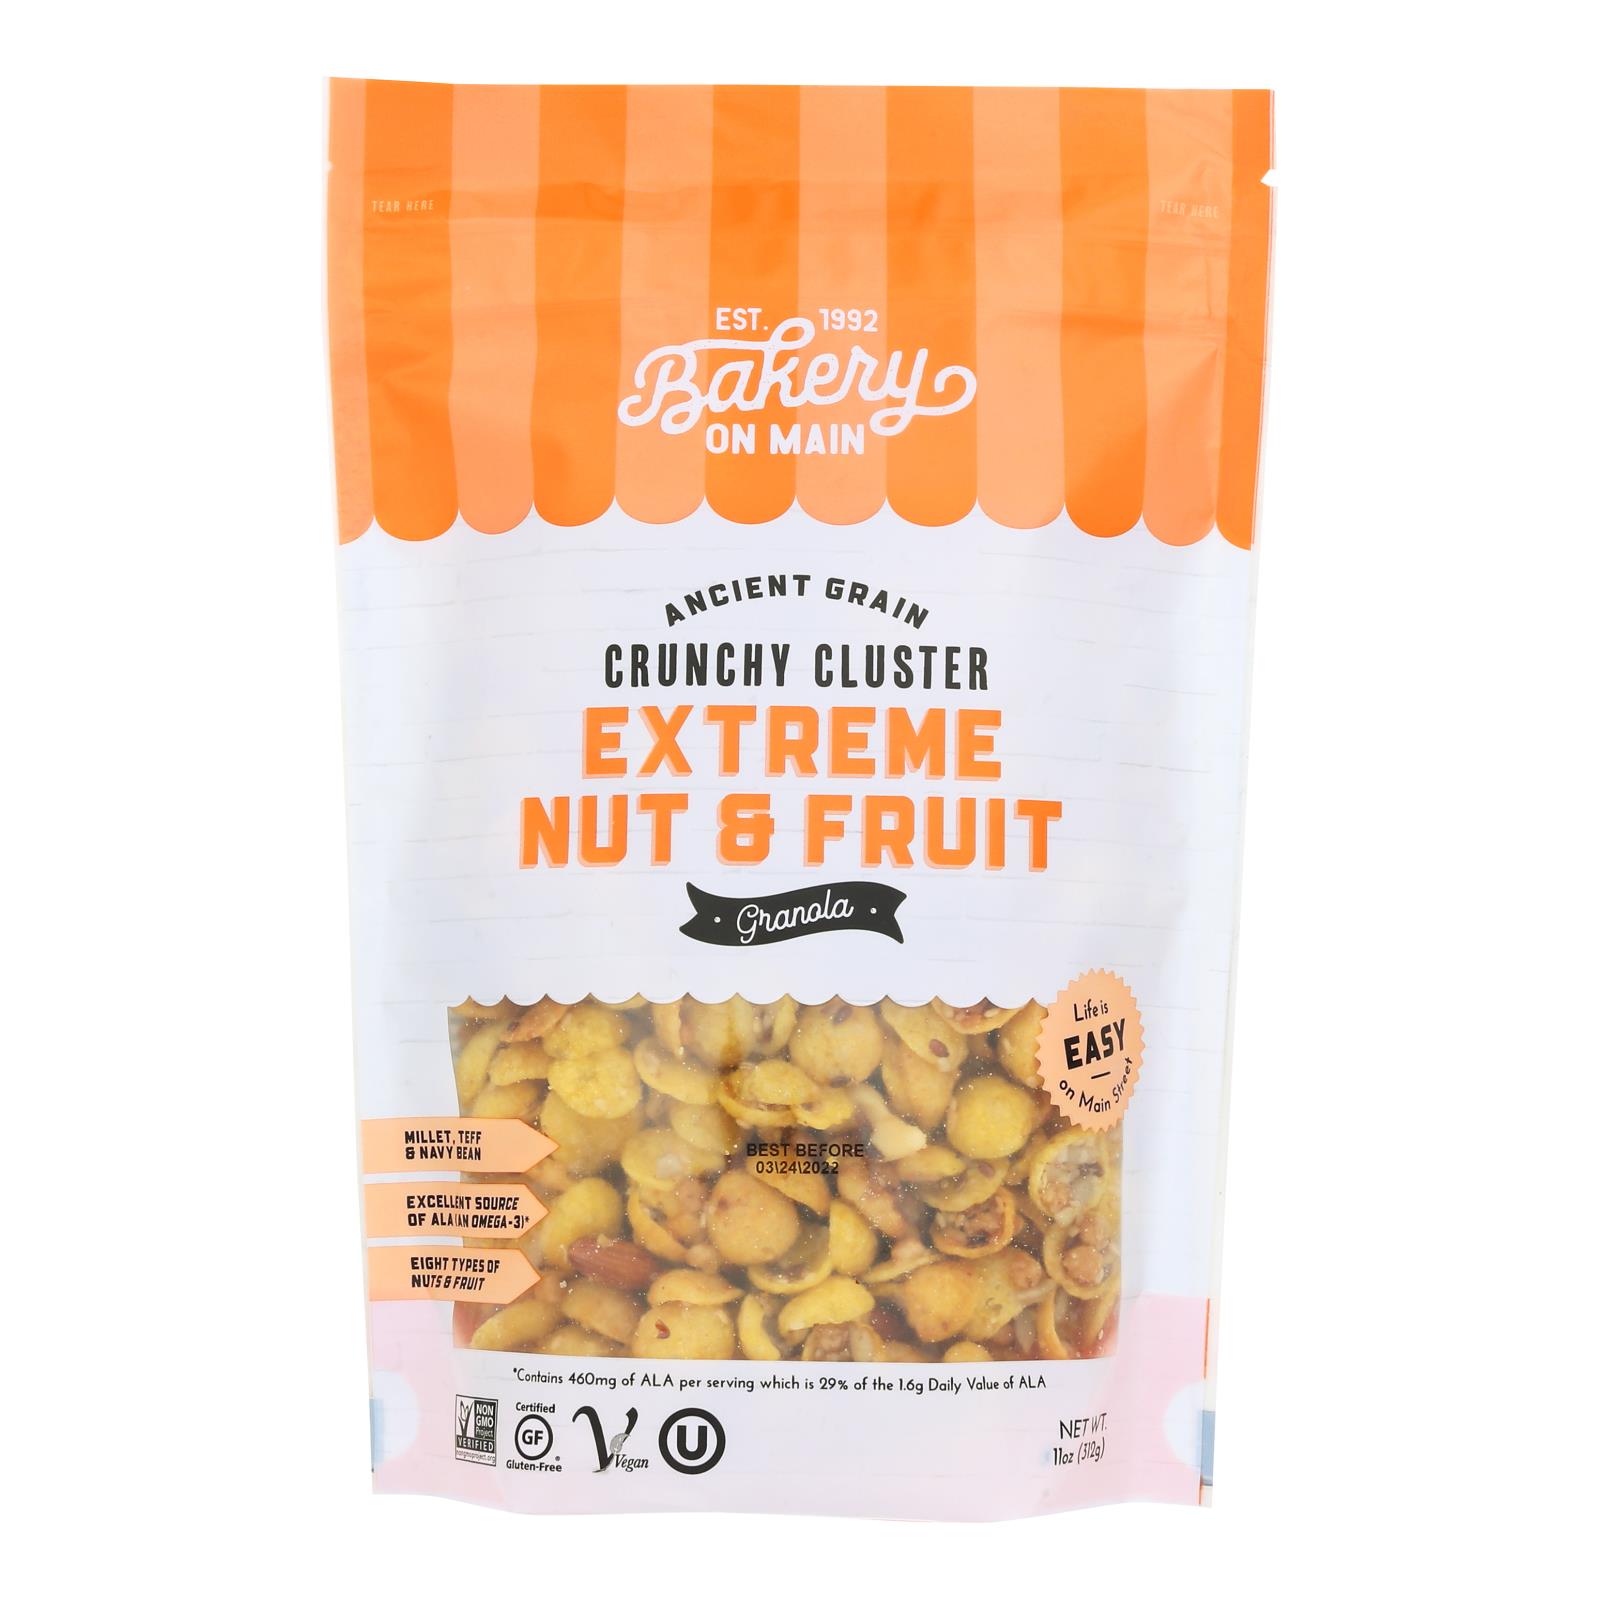 TEAR HERE
TEAR HERE
EST. 1992
Bakery
ON MAIN
ANCIENT GRAIN
CRUNCHY CLUSTER
EXTREME
NUT & FRUIT
Granola
Life is
EASY
on Main Street
MILLET, TEFF
& NAVY BEAN
BEST BEFORE
03\24\2022
EXCELLENT SOURCE
OF ALA (AN OMEGA-3)*
EIGHT TYPES OF
NUTS & FRUIT
*Contains 460mg of ALA per serving which is 29% of the 1.6g Daily Value of ALA
NON
GMO
Project
VERIFIED
nongmoproject.org
Certified
GF
®
Gluten-Free
V
Vegan
U
NET WT.
11oz (312g)